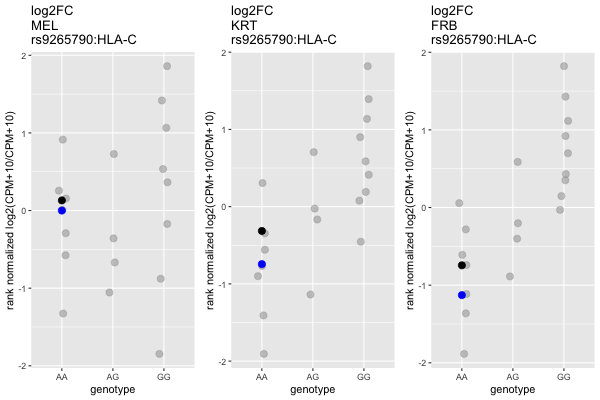 log2FC
MEL
rs9265790:HLA-C
rank normalized log2(CPM+10/CPM+10)
2
1
0
-1
-2
AA
AG
GG
genotype
log2FC
KRT
rs9265790:HLA-C
rank normalized log2(CPM+10/CPM+10)
2
1
0
-1
-2
AA
AG
GG
genotype
log2FC
FRB
rs9265790:HLA-C
rank normalized log2(CPM+10/CPM+10)
2
1
0
-1
-2
AA
AG
GG
genotype